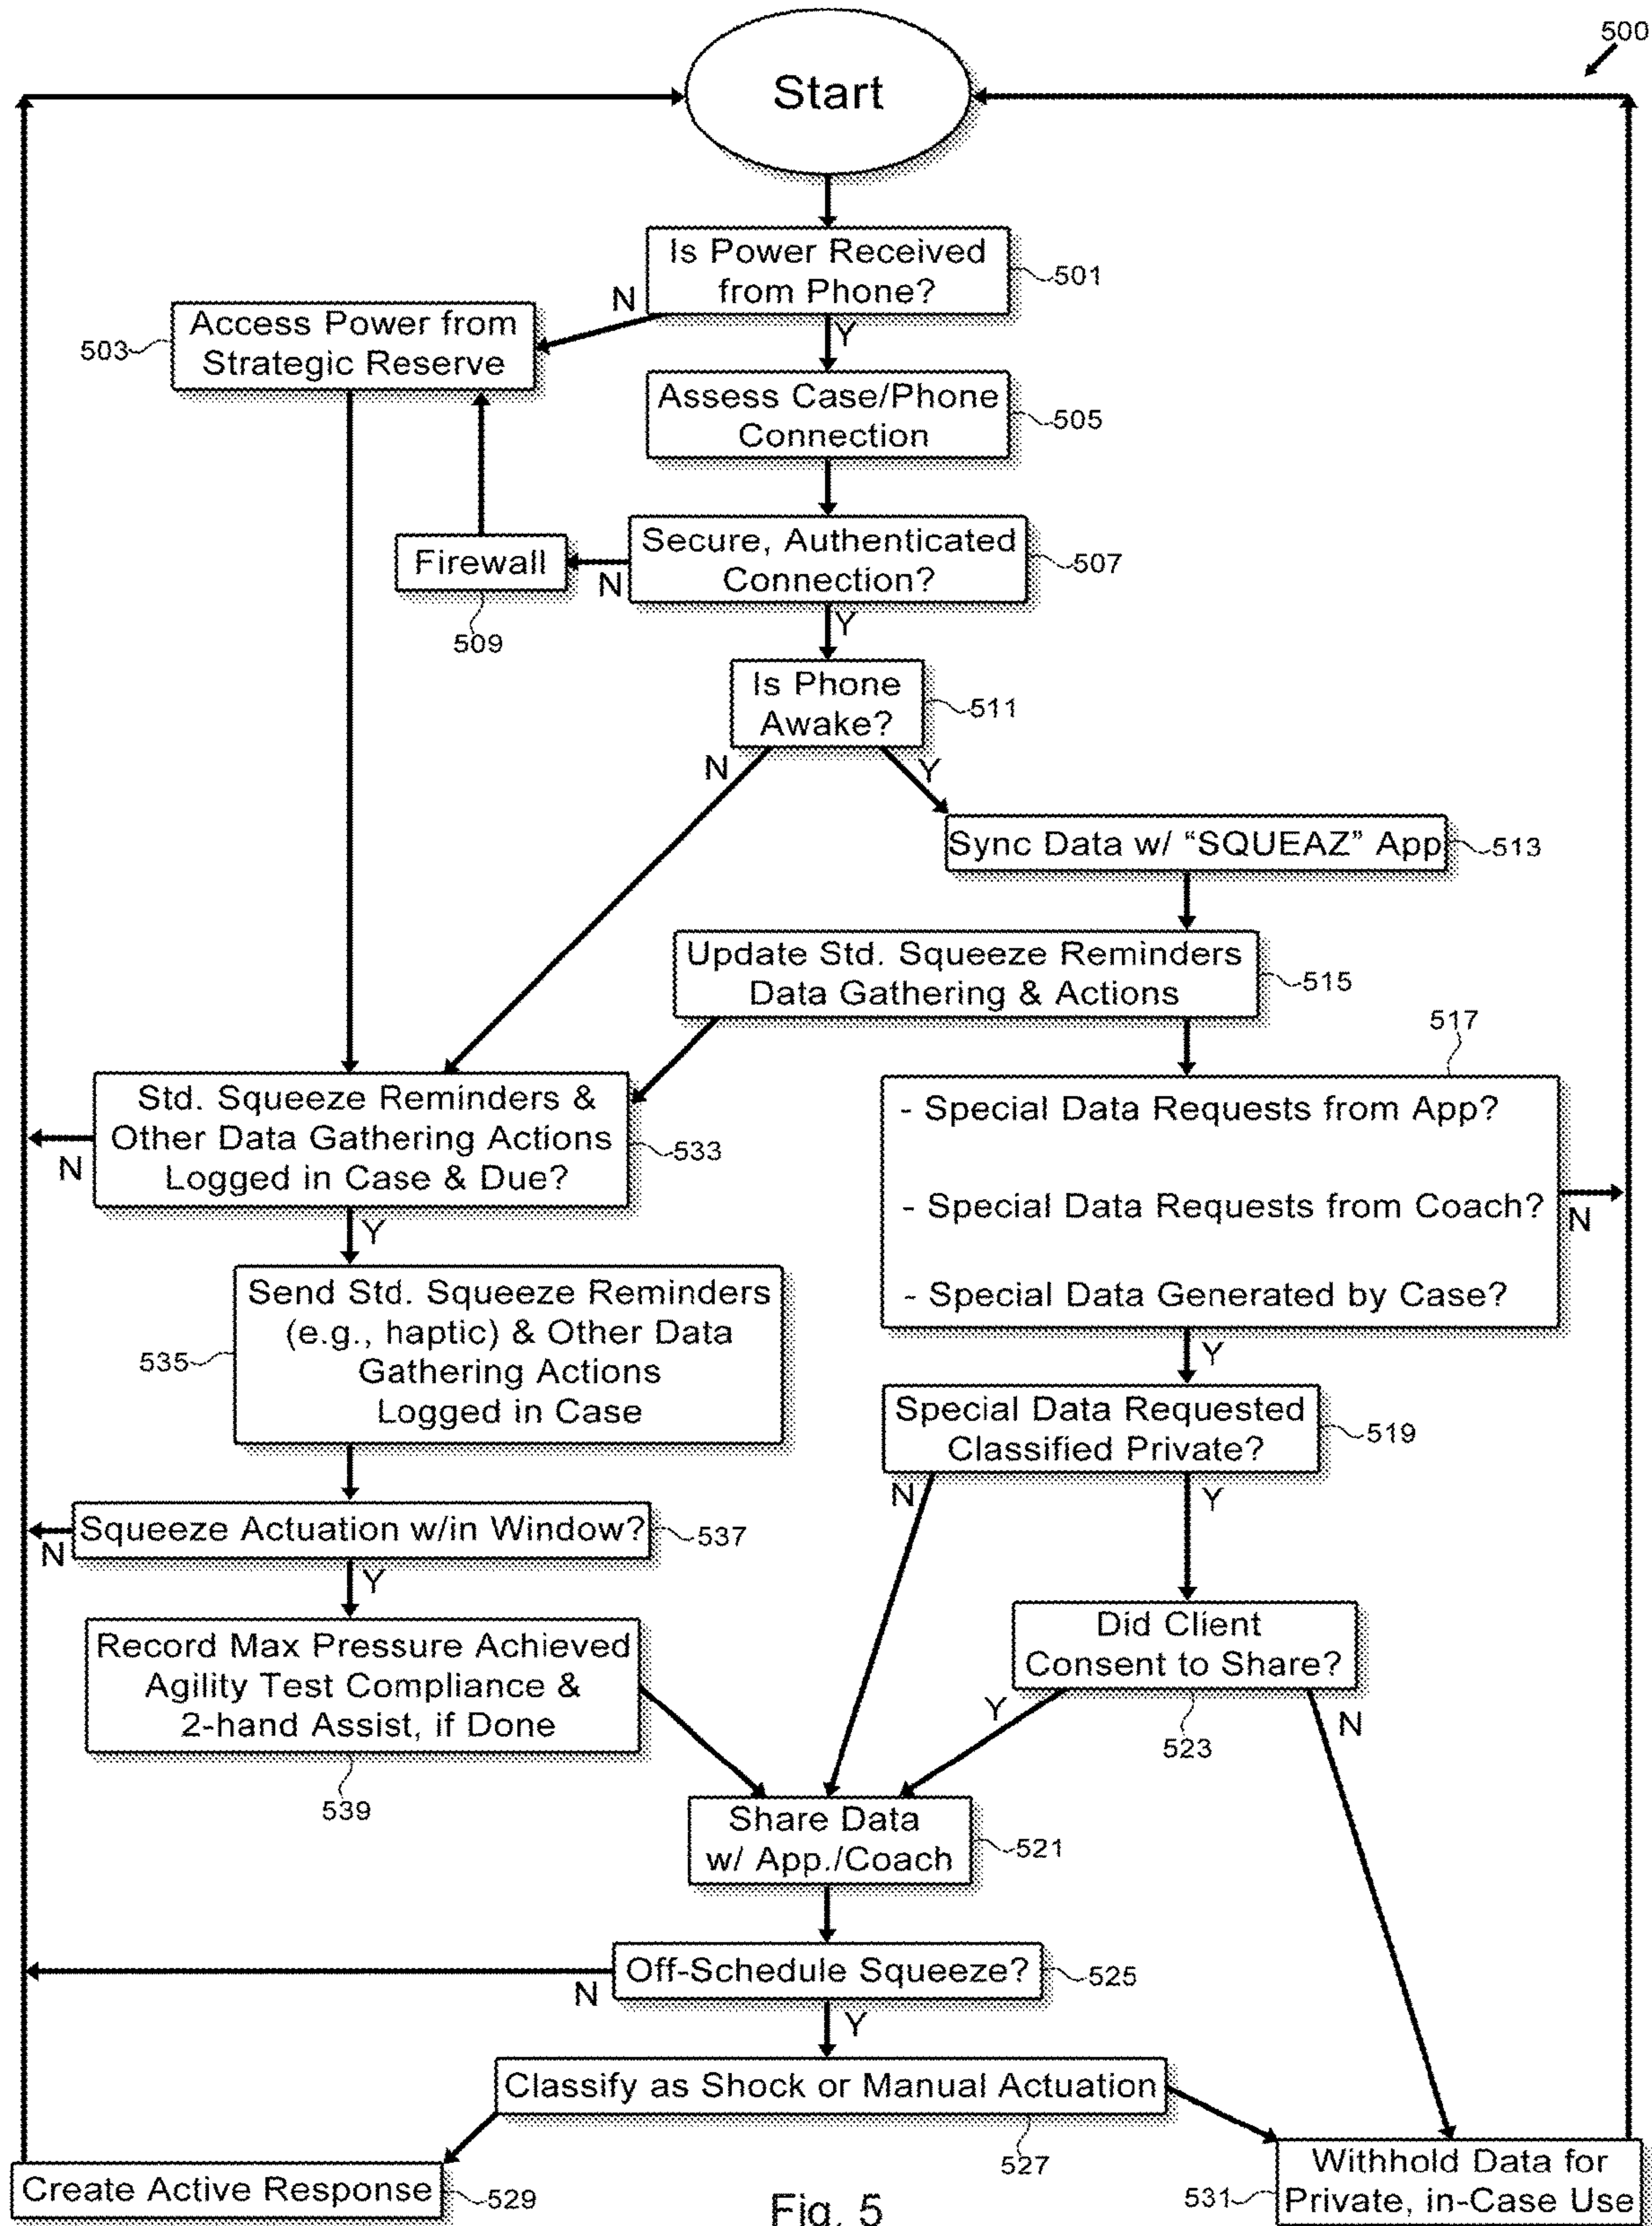 500
Start
Is Power Received
from Phone?
501
N
Y
Access Power from
Strategic Reserve
503
Assess Case/Phone
Connection
505
Secure, Authenticated
Connection?
507
N
Y
Firewall
509
Is Phone
Awake?
511
N
Y
Sync Data w/ “SQUEAZ” App
513
Update Std. Squeeze Reminders
Data Gathering & Actions
515
517
Std. Squeeze Reminders &
Other Data Gathering Actions
Logged in Case & Due?
533
N
Y
- Special Data Requests from App?
- Special Data Requests from Coach?
- Special Data Generated by Case?
N
Y
Send Std. Squeeze Reminders
(e.g., haptic) & Other Data
Gathering Actions
Logged in Case
535
Special Data Requested
Classified Private?
519
N
Y
Squeeze Actuation w/in Window?
537
N
Y
Did Client
Consent to Share?
523
Y
N
Record Max Pressure Achieved
Agility Test Compliance &
2-hand Assist, if Done
539
Share Data
w/ App./Coach
521
Off-Schedule Squeeze?
525
N
Y
Classify as Shock or Manual Actuation
527
Create Active Response
529
Withhold Data for
Private, in-Case Use
531
Fig. 5